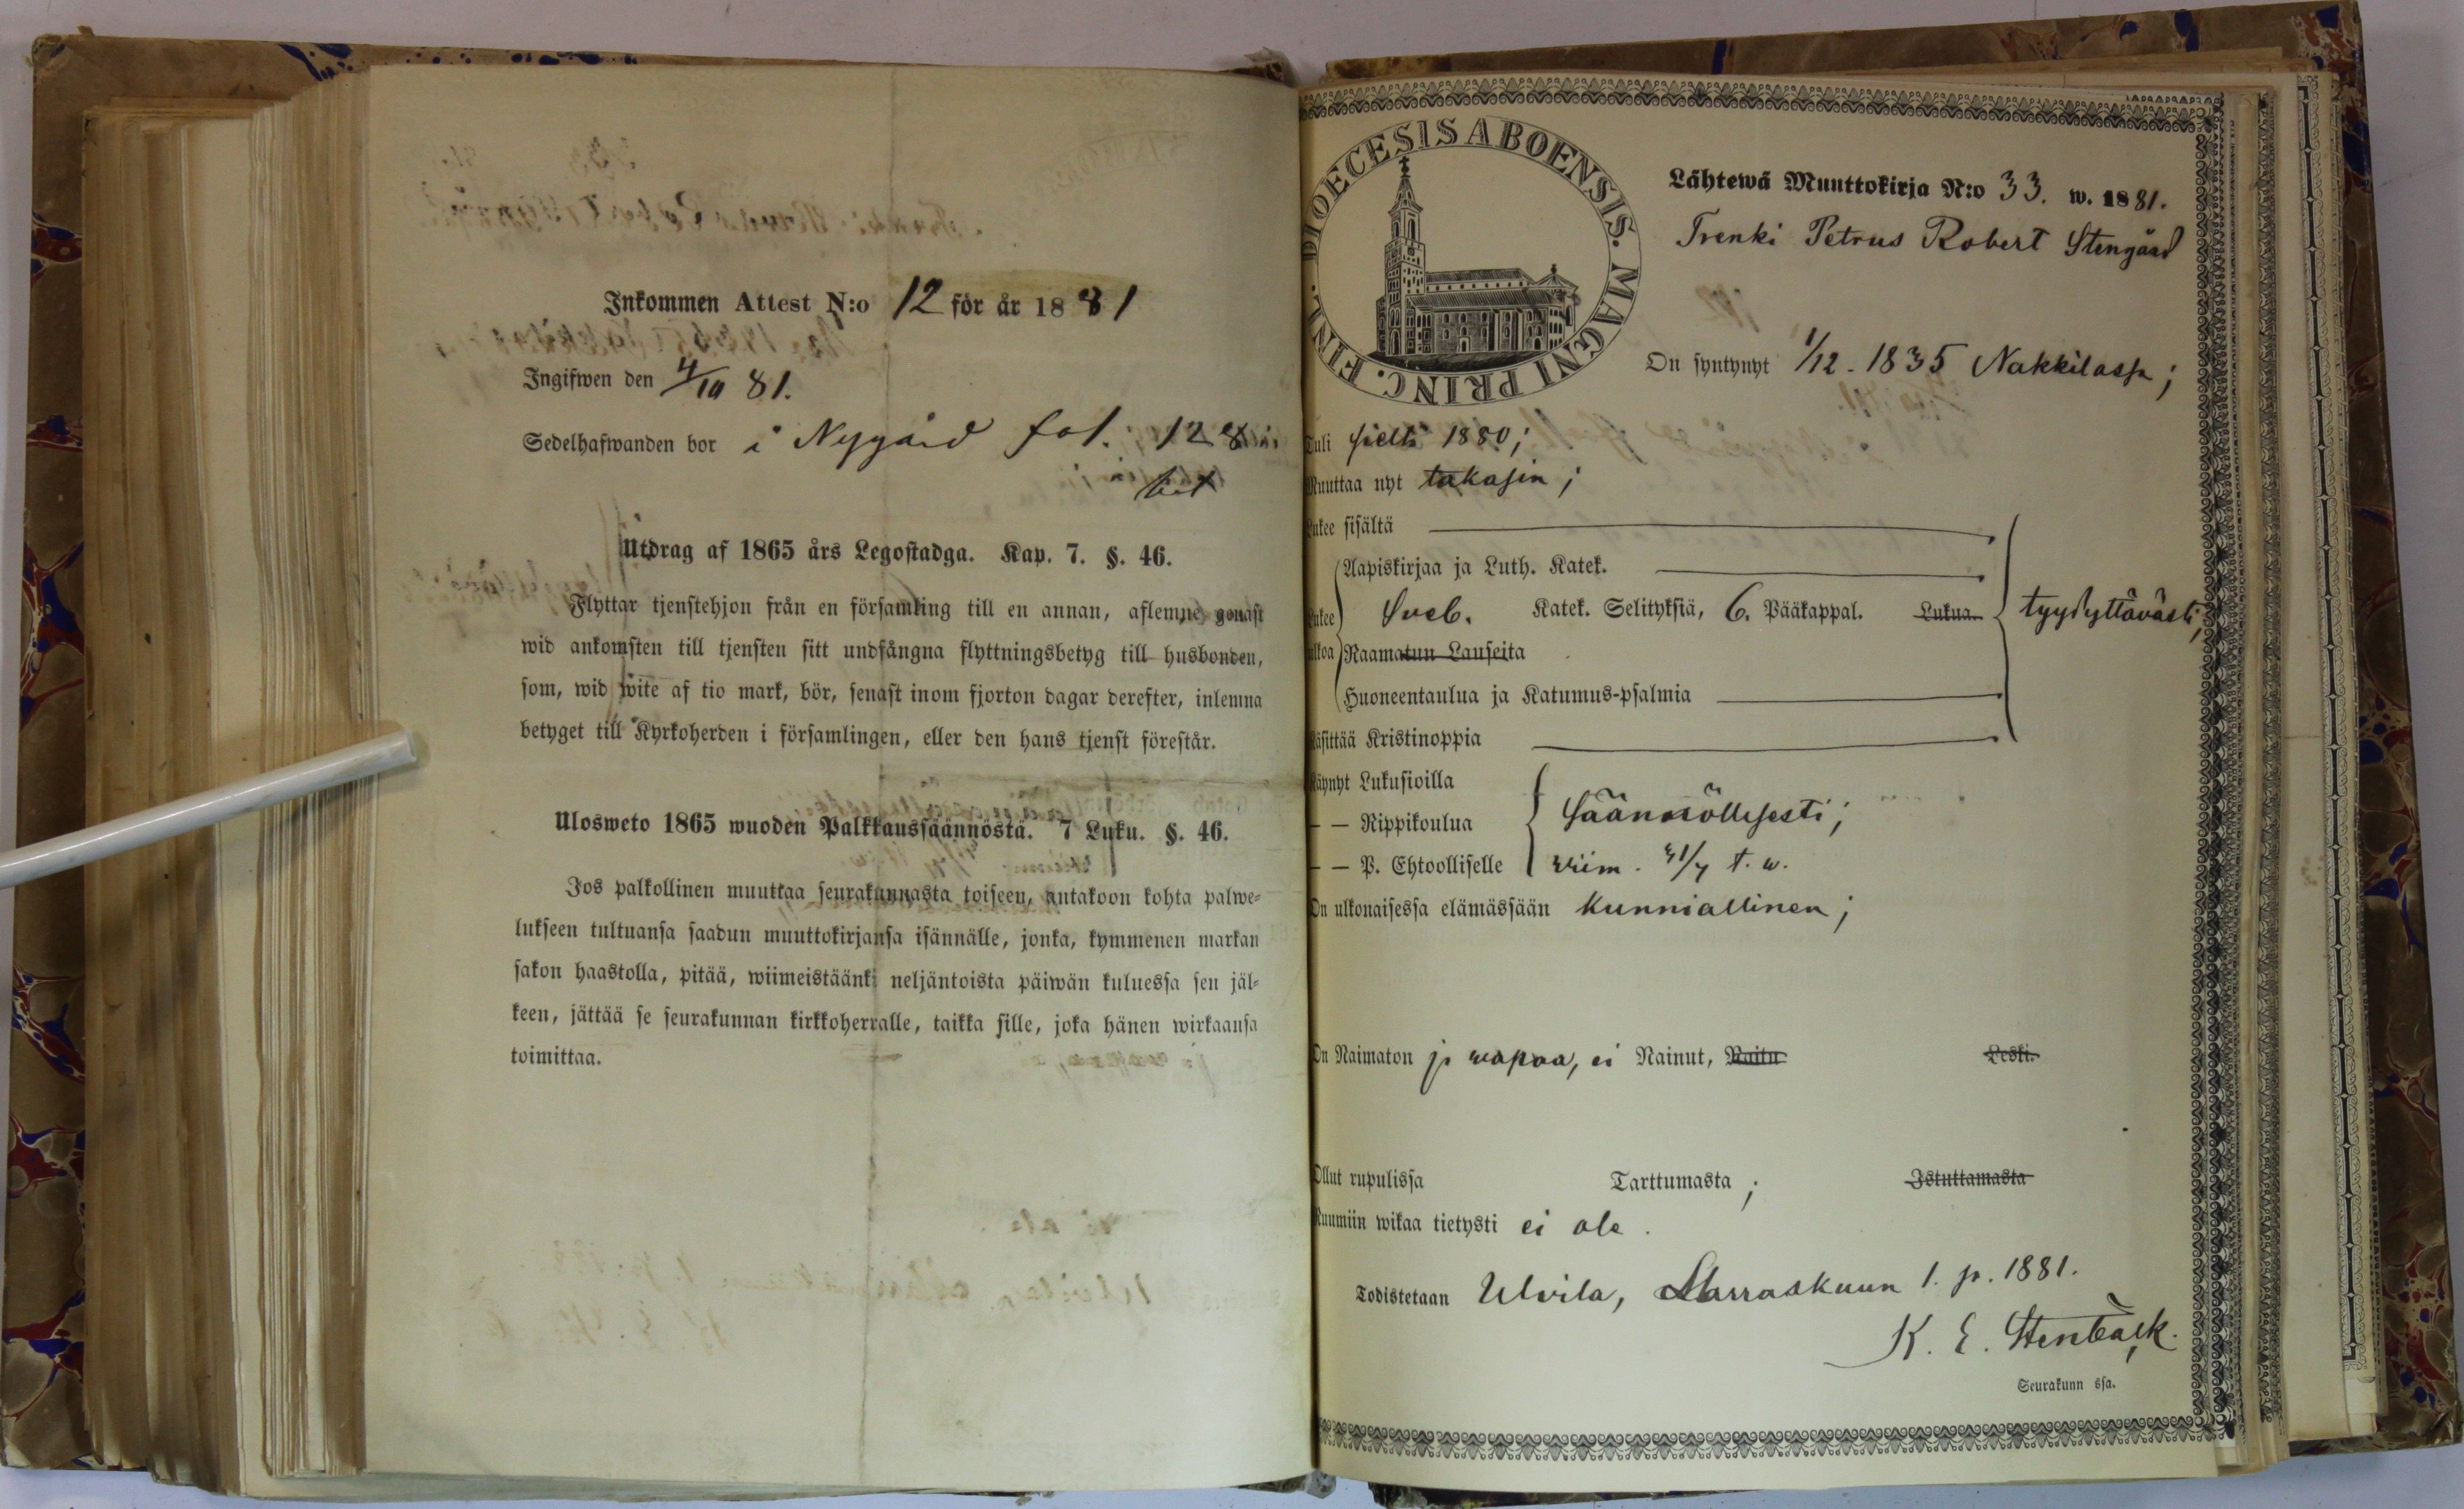 Inkommen Attest N:o 12 för år 1881
Ingifwen den 4/10 81.
Sedelhafwanden bor i Nygård fol. 128
Utdrag af 1865 års Legostadga. Kap. 7. §. 46.
Flyttar tjenstehjon från en församling till en annan, aflemne genast
wid ankomsten till tjensten sitt undfångna flyttningsbetyg till husbonden,
som, wid wite af tio mark, bör, senast inom fjorton dagar derefter, inlemna
betyget till Kyrkoherden i församlingen, eller den hans tjenst förestår.
Ulosweto 1865 wuoden Palkkaussäännöstä. 7 Luku. §. 46.
Jos palkollinen muuttaa seurakunnasta toiseen, antakoon kohta palwe-
lukseen tultuansa saadun muuttokirjansa isännälle, jonka, kymmenen markan
sakon haastolla, pitää, wiimeistäänki neljäntoista päiwän kuluessa sen jäl-
keen, jättää se seurakunnan kirkkoherralle, taikka sille, joka hänen wirkaansa
toimittaa.
DIOECESIS ABOENSIS. MAGNI PRINC. FINL.
Lähtewä Muuttokirja N:o 33. w. 1881.
Trenki Petrus Robert Stengård
On syntynyt 1/12 - 1835 Nakkilassa;
Tuli sieltä 1880;
Muuttaa nyt takasin;
Lukee sisältä
Aapiskirjaa ja Luth. Katek.
Lukee Sveb. Katek. Selityksiä, 6. Pääkappal. Lukua. tyydyttävästi;
ulkoa Raamatun Lauseita
Huoneentaulua ja Katumus-psalmia
Käsittää Kristinoppia
Käynyt Lukusioilla
— — Rippikoulua Säännöllisesti;
— — P. Ehtoolliselle viim. 31/7 t. w.
On ulkonaisessa elämässään kunniallinen;
On Naimaton ja wapaa, ei Nainut, Naitu Leski.
Ollut rupulissa Tarttumasta; Istuttamasta
Ruumiin wikaa tietysti ei ole.
Todistetaan Ulvila, Marraskuun 1. p. 1881.
K. E. Stenbäck.
Seurakunn ssa.